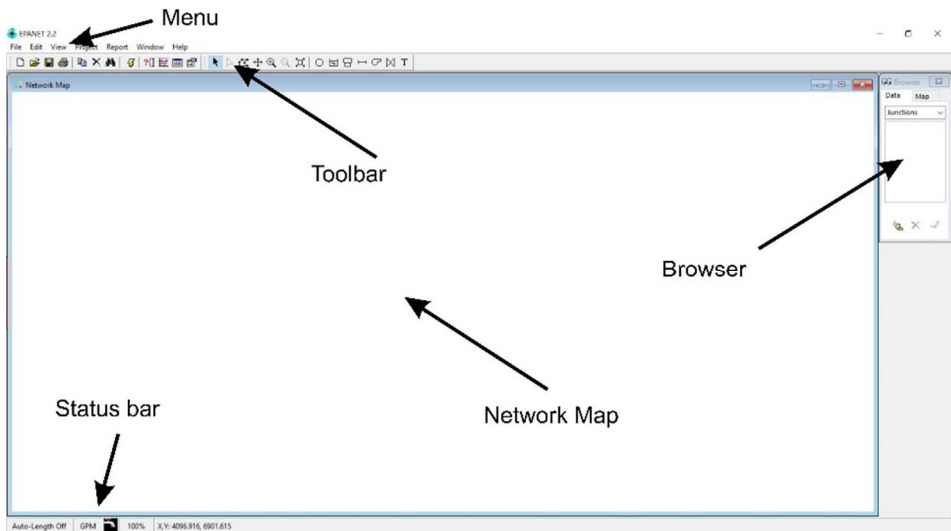 Menu
EPANET 2.2
File Edit View Project Report Window Help
T
Network Map
Browser
Data Map
Junctions
Toolbar
Browser
Network Map
Status bar
Auto-Length Off GPM 100% X,Y: 4096.916, 6901.615